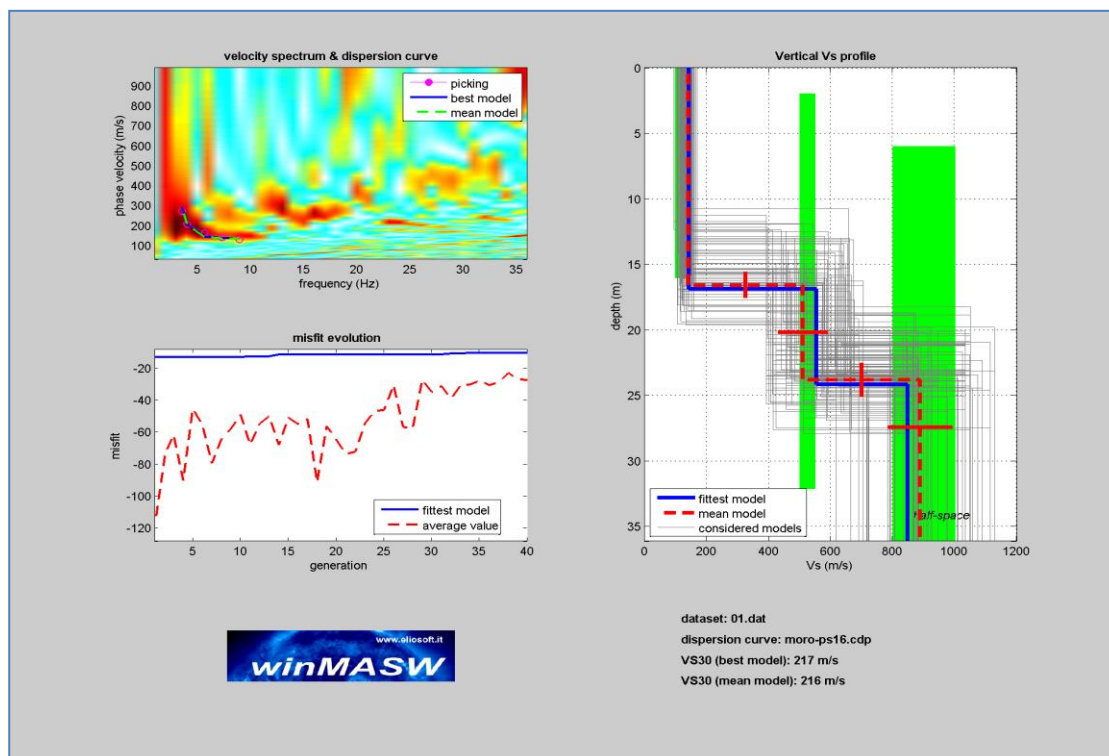 velocity spectrum & dispersion curve
picking
best model
mean model
900
800
700
600
500
400
300
200
100
phase velocity (m/s)
5
10
15
20
25
30
35
frequency (Hz)
misfit evolution
-20
-40
-60
-80
-100
-120
misfit
fittest model
average value
5
10
15
20
25
30
35
40
generation
www.eliosoft.it
winMASW
Vertical Vs profile
0
5
10
15
20
25
30
35
depth (m)
fittest model
mean model
considered models
0
200
400
600
800
1000
1200
Vs (m/s)
dataset: 01.dat
dispersion curve: moro-ps16.cdp
VS30 (best model): 217 m/s
VS30 (mean model): 216 m/s